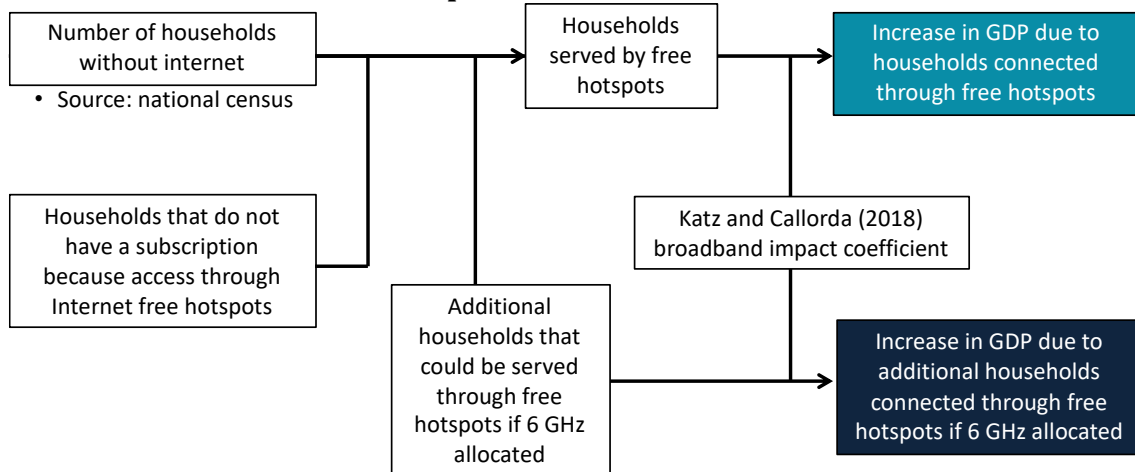 Number of households
without internet
• Source: national census
Households
served by free
hotspots
Increase in GDP due to
households connected
through free hotspots
Households that do not
have a subscription
because access through
Internet free hotspots
Katz and Callorda (2018)
broadband impact coefficient
Additional
households that
could be served
through free
hotspots if 6 GHz
allocated
Increase in GDP due to
additional households
connected through free
hotspots if 6 GHz allocated